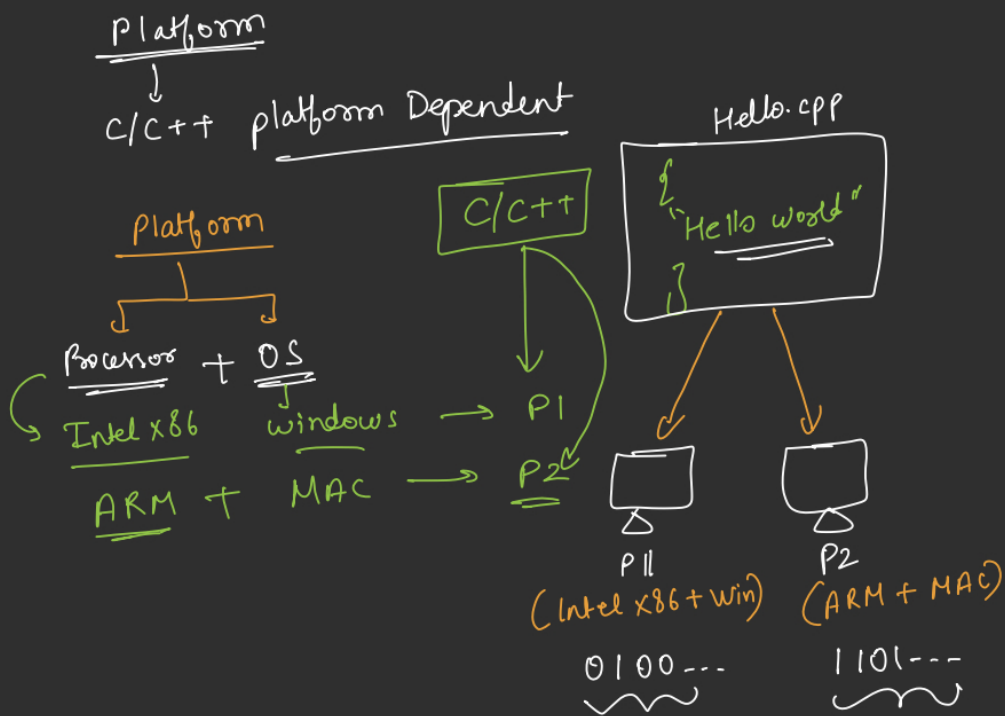 Platform
C/C++ platform Dependent
Hello.cpp
{
"Hello world"
}
C/C++
Platform
Processor + OS
Intel x86 windows → P1
ARM + MAC → P2
P1 P2
(Intel x86 + Win) (ARM + MAC)
0100--- 1101---